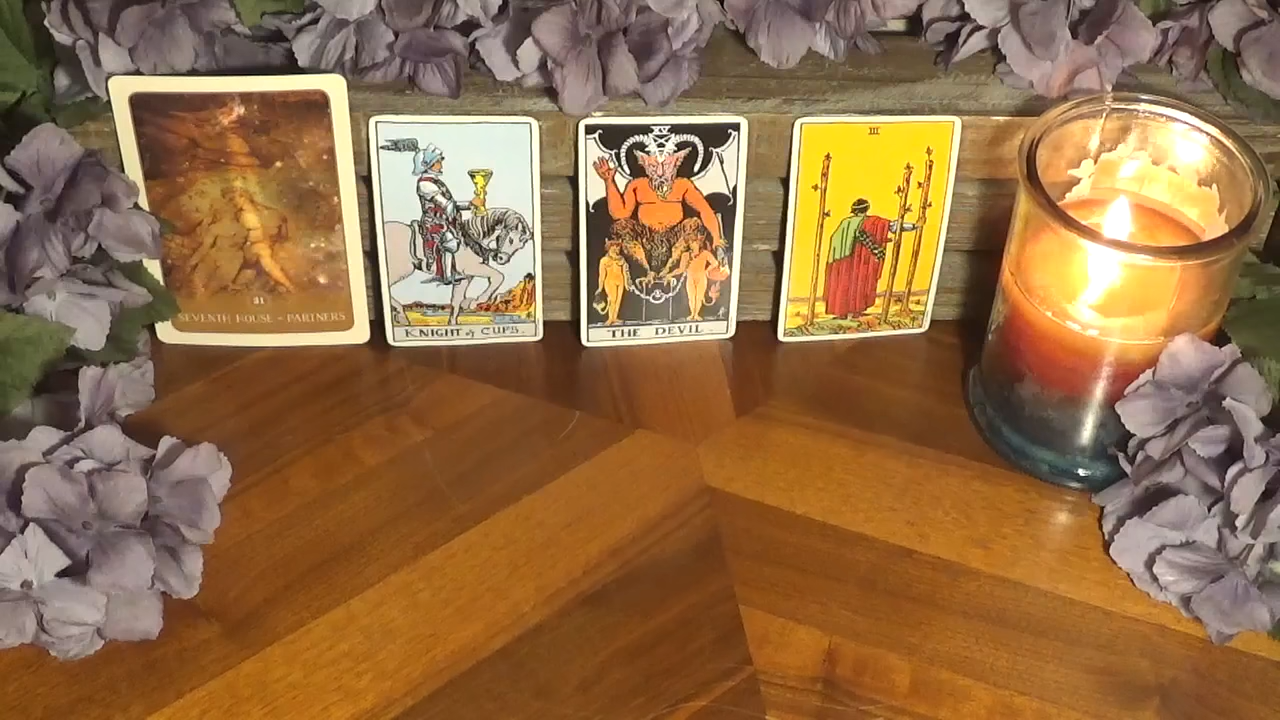 31
SEVENTH HOUSE - PARTNERS
KNIGHT of CUPS.
XV
THE DEVIL.
III